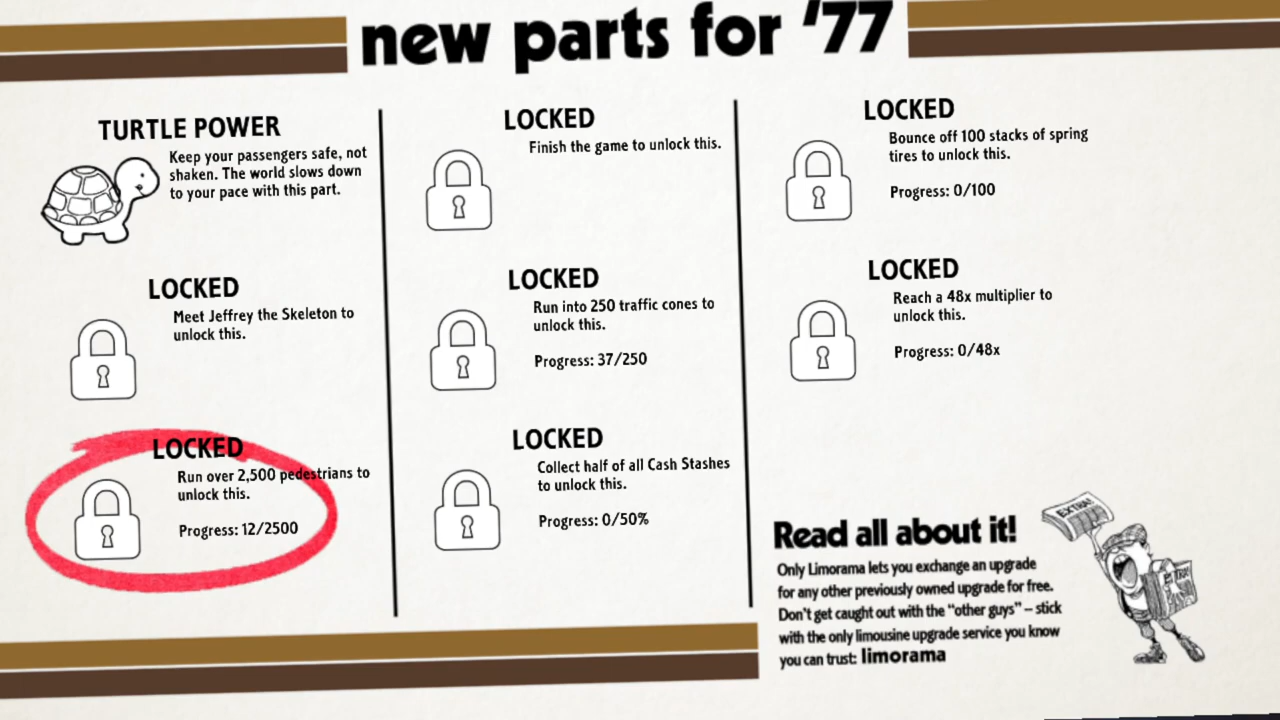 new parts for '77
TURTLE POWER
Keep your passengers safe, not
shaken. The world slows down
to your pace with this part.
LOCKED
Meet Jeffrey the Skeleton to
unlock this.
LOCKED
Run over 2,500 pedestrians to
unlock this.
Progress: 12/2500
LOCKED
Finish the game to unlock this.
LOCKED
Run into 250 traffic cones to
unlock this.
Progress: 37/250
LOCKED
Collect half of all Cash Stashes
to unlock this.
Progress: 0/50%
LOCKED
Bounce off 100 stacks of spring
tires to unlock this.
Progress: 0/100
LOCKED
Reach a 48x multiplier to
unlock this.
Progress: 0/48x
Read all about it!
Only Limorama lets you exchange an upgrade
for any other previously owned upgrade for free.
Don't get caught out with the "other guys" – stick
with the only limousine upgrade service you know
you can trust: limorama
EXTRA!
EXTRA!